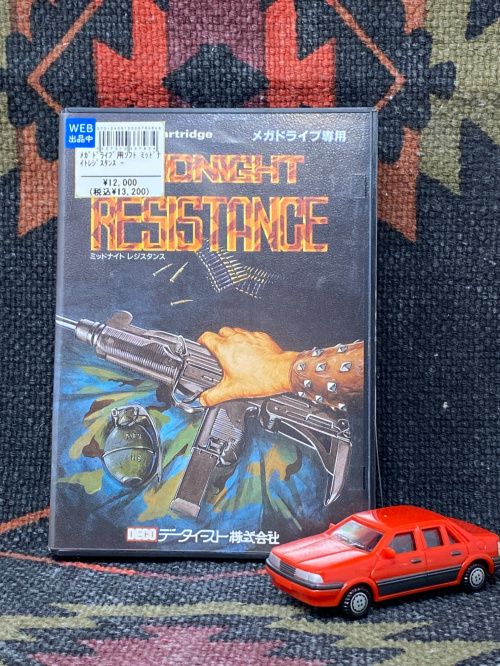 WEB
出品中
artridge
メガドライブ専用
ﾒｶﾞﾄﾞﾗｲﾌﾞ用ｿﾌﾄ ﾐｯﾄﾞﾅ
ｲﾄﾚｼﾞｽﾀﾝｽ -
¥12,000
(税込¥13,200)
DNIGHT
RESISTANCE
ミッドナイト レジスタンス
DECO データイースト株式会社